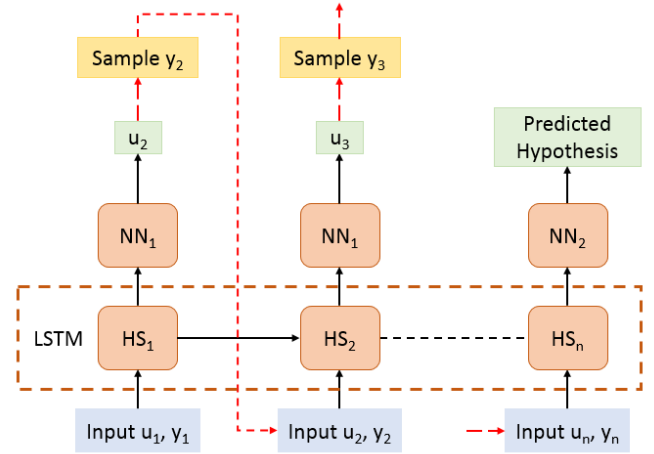 Sample y₂
Sample y₃
u₂
u₃
Predicted
Hypothesis
NN₁
NN₁
NN₂
LSTM
HS₁
HS₂
HSₙ
Input u₁, y₁
Input u₂, y₂
Input uₙ, yₙ